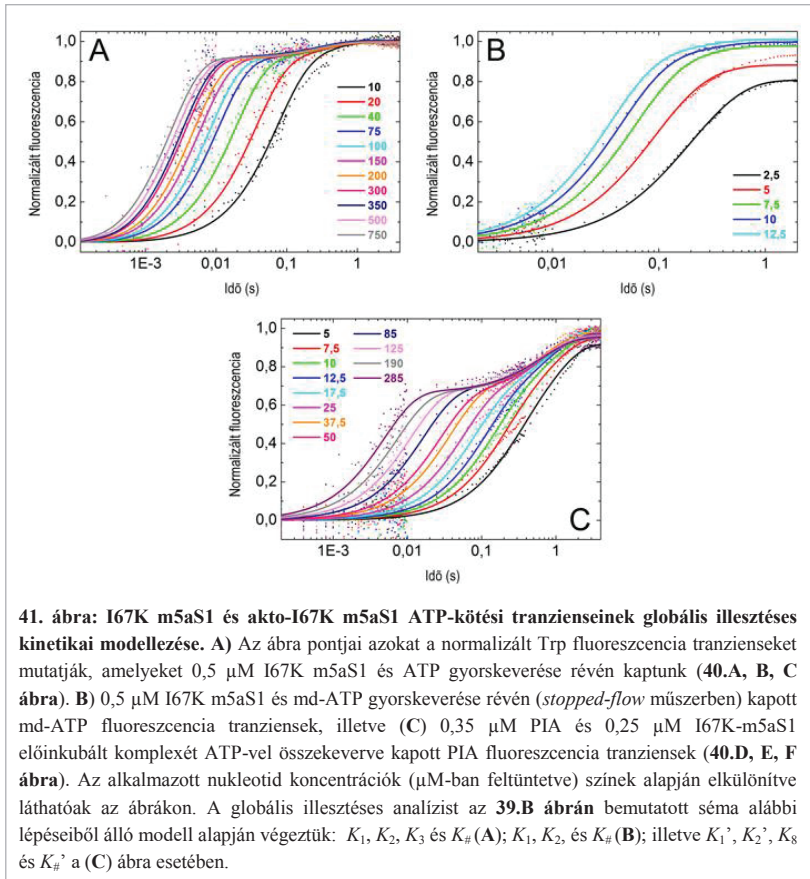 A
Normalizált fluoreszcencia
1,0
0,8
0,6
0,4
0,2
0,0
10
20
40
75
100
150
200
300
350
500
750
1E-3 0,01 0,1 1
Idő (s)
B
Normalizált fluoreszcencia
1,0
0,8
0,6
0,4
0,2
0,0
2,5
5
7,5
10
12,5
0,01 0,1 1
Idő (s)
Normalizált fluoreszcencia
1,0
0,8
0,6
0,4
0,2
0,0
5 85
7,5 125
10 190
12,5 285
17,5
25
37,5
50
C
1E-3 0,01 0,1 1
Idő (s)
41. ábra: I67K m5aS1 és akto-I67K m5aS1 ATP-kötési tranzienseinek globális illesztéses
kinetikai modellezése. A) Az ábra pontjai azokat a normalizált Trp fluoreszcencia tranzienseket
mutatják, amelyeket 0,5 µM I67K m5aS1 és ATP gyorskeverése révén kaptunk (40.A, B, C
ábra). B) 0,5 µM I67K m5aS1 és md-ATP gyorskeverése révén (stopped-flow műszerben) kapott
md-ATP fluoreszcencia tranziensek, illetve (C) 0,35 µM PIA és 0,25 µM I67K-m5aS1
előinkubált komplexét ATP-vel összekeverve kapott PIA fluoreszcencia tranziensek (40.D, E, F
ábra). Az alkalmazott nukleotid koncentrációk (µM-ban feltüntetve) színek alapján elkülönítve
láthatóak az ábrákon. A globális illesztéses analízist az 39.B ábrán bemutatott séma alábbi
lépéseiből álló modell alapján végeztük: K1, K2, K3 és K# (A); K1, K2, és K# (B); illetve K1’, K2’, K8
és K#’ a (C) ábra esetében.